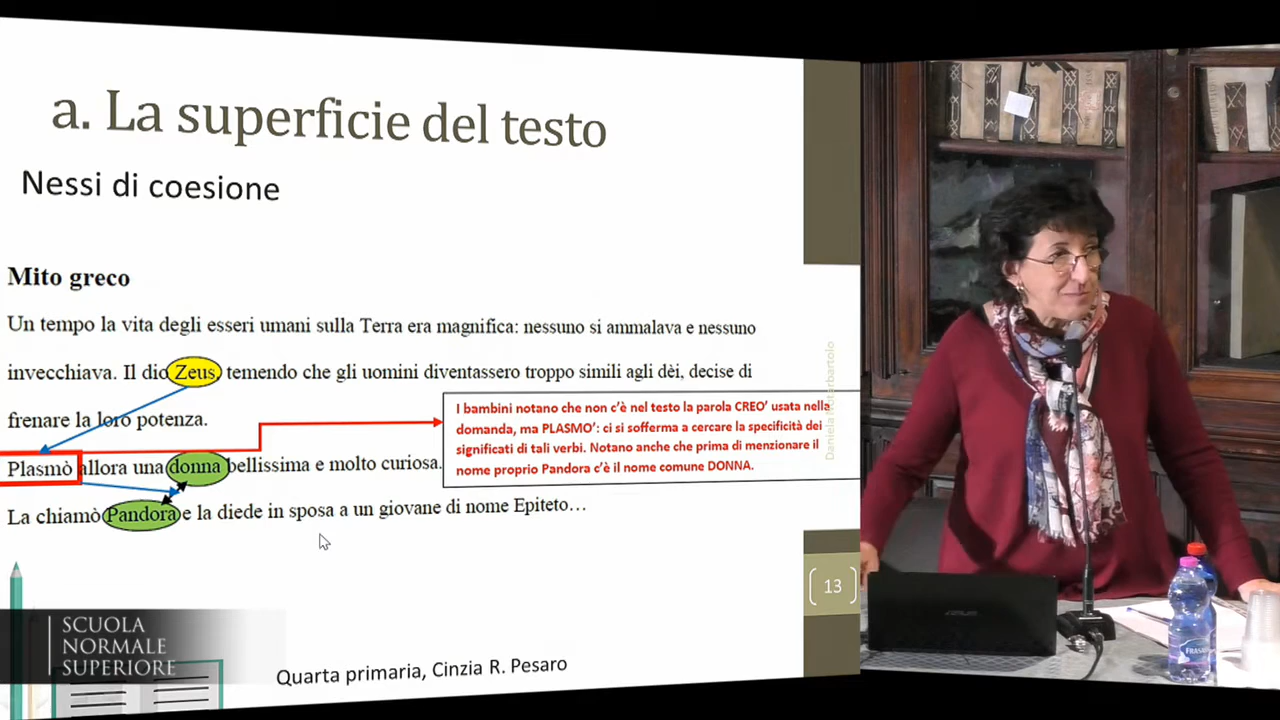 a. La superficie del testo
Nessi di coesione
Mito greco
Un tempo la vita degli esseri umani sulla Terra era magnifica: nessuno si ammalava e nessuno
invecchiava. Il dio Zeus, temendo che gli uomini diventassero troppo simili agli dèi, decise di
frenare la loro potenza.
Plasmò allora una donna bellissima e molto curiosa.
La chiamò Pandora e la diede in sposa a un giovane di nome Epiteto…
I bambini notano che non c'è nel testo la parola CREO' usata nella
domanda, ma PLASMO': ci si sofferma a cercare la specificità dei
significati di tali verbi. Notano anche che prima di menzionare il
nome proprio Pandora c'è il nome comune DONNA.
Daniela Notarbartolo
13
SCUOLA
NORMALE
SUPERIORE
Quarta primaria, Cinzia R. Pesaro
ASUS